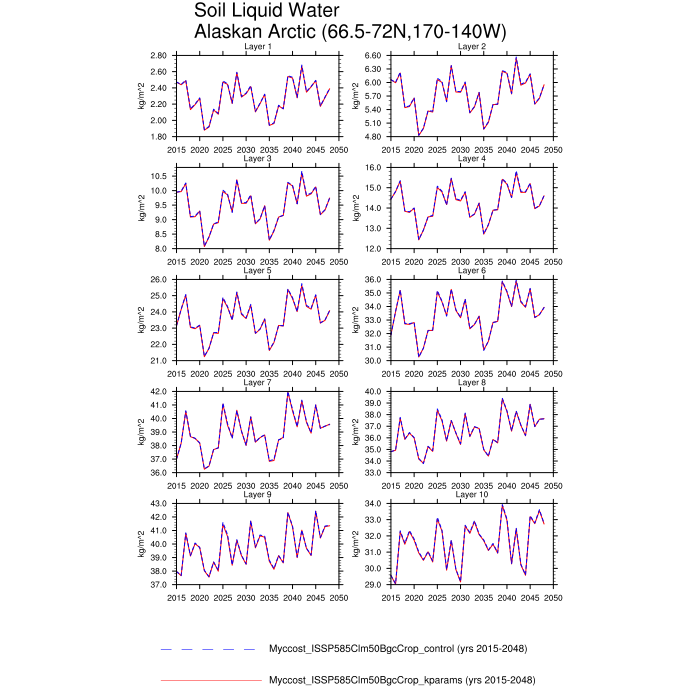 Soil Liquid Water
Alaskan Arctic (66.5-72N,170-140W)
Layer 1
kg/m^2
2.80
2.60
2.40
2.20
2.00
1.80
2015 2020 2025 2030 2035 2040 2045 2050
Layer 2
kg/m^2
6.60
6.30
6.00
5.70
5.40
5.10
4.80
2015 2020 2025 2030 2035 2040 2045 2050
Layer 3
kg/m^2
10.5
10.0
9.5
9.0
8.5
8.0
2015 2020 2025 2030 2035 2040 2045 2050
Layer 4
kg/m^2
16.0
15.0
14.0
13.0
12.0
2015 2020 2025 2030 2035 2040 2045 2050
Layer 5
kg/m^2
26.0
25.0
24.0
23.0
22.0
21.0
2015 2020 2025 2030 2035 2040 2045 2050
Layer 6
kg/m^2
36.0
35.0
34.0
33.0
32.0
31.0
30.0
2015 2020 2025 2030 2035 2040 2045 2050
Layer 7
kg/m^2
42.0
41.0
40.0
39.0
38.0
37.0
36.0
2015 2020 2025 2030 2035 2040 2045 2050
Layer 8
kg/m^2
40.0
39.0
38.0
37.0
36.0
35.0
34.0
33.0
2015 2020 2025 2030 2035 2040 2045 2050
Layer 9
kg/m^2
43.0
42.0
41.0
40.0
39.0
38.0
37.0
2015 2020 2025 2030 2035 2040 2045 2050
Layer 10
kg/m^2
34.0
33.0
32.0
31.0
30.0
29.0
2015 2020 2025 2030 2035 2040 2045 2050
Myccost_ISSP585Clm50BgcCrop_control (yrs 2015-2048)
Myccost_ISSP585Clm50BgcCrop_kparams (yrs 2015-2048)